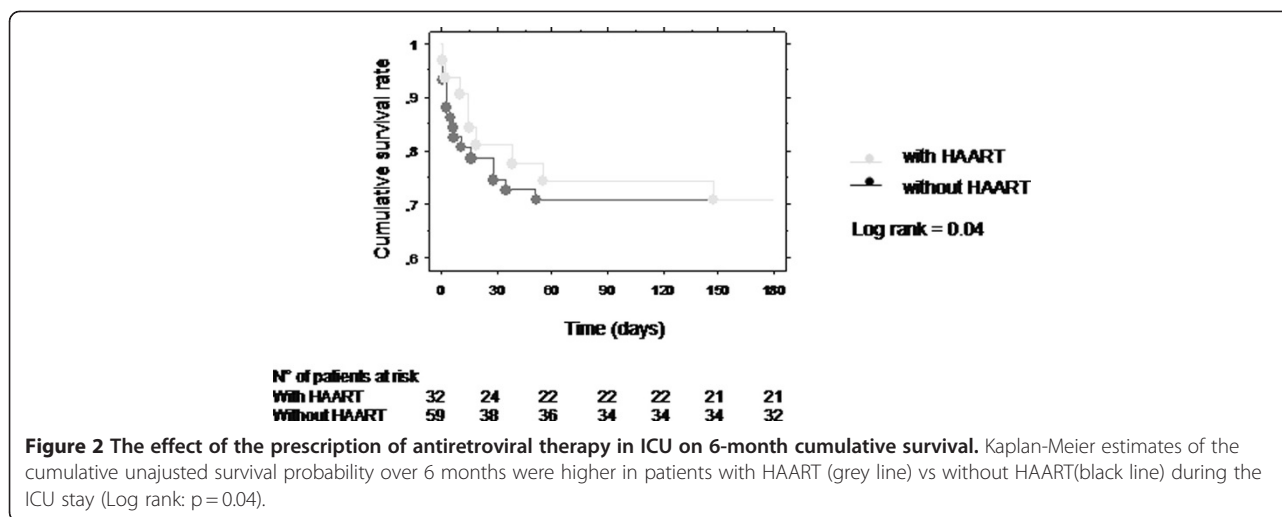 1
.9
.8
.7
.6
Cumulative survival rate
0 30 60 90 120 150 180
Time (days)
with HAART
without HAART
Log rank = 0.04
N° of patients at risk
With HAART 32 24 22 22 22 21 21
Without HAART 59 38 36 34 34 34 32
Figure 2 The effect of the prescription of antiretroviral therapy in ICU on 6-month cumulative survival. Kaplan-Meier estimates of the
cumulative unajusted survival probability over 6 months were higher in patients with HAART (grey line) vs without HAART(black line) during the
ICU stay (Log rank: p = 0.04).